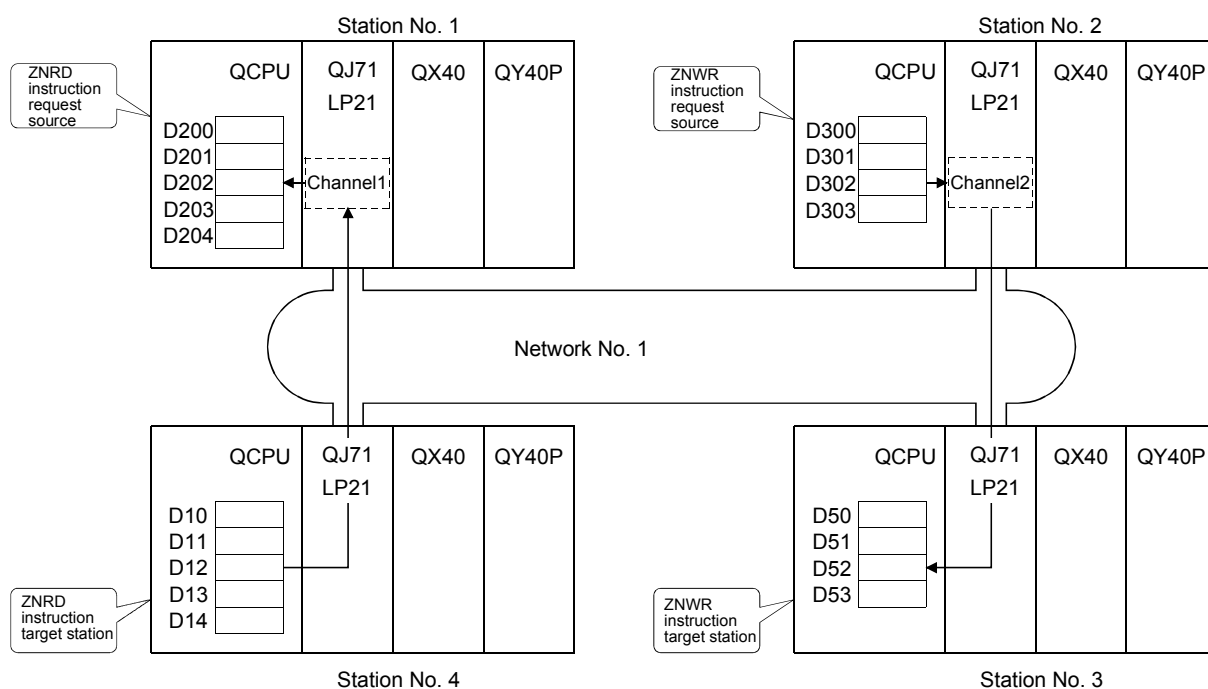 Station No. 1
ZNRD
instruction
request
source
QCPU
QJ71
LP21
QX40
QY40P
D200
D201
D202
D203
D204
Channel1
Station No. 2
ZNWR
instruction
request
source
QCPU
QJ71
LP21
QX40
QY40P
D300
D301
D302
D303
Channel2
Network No. 1
QCPU
QJ71
LP21
QX40
QY40P
D10
D11
D12
D13
D14
ZNRD
instruction
target station
Station No. 4
QCPU
QJ71
LP21
QX40
QY40P
D50
D51
D52
D53
ZNWR
instruction
target station
Station No. 3